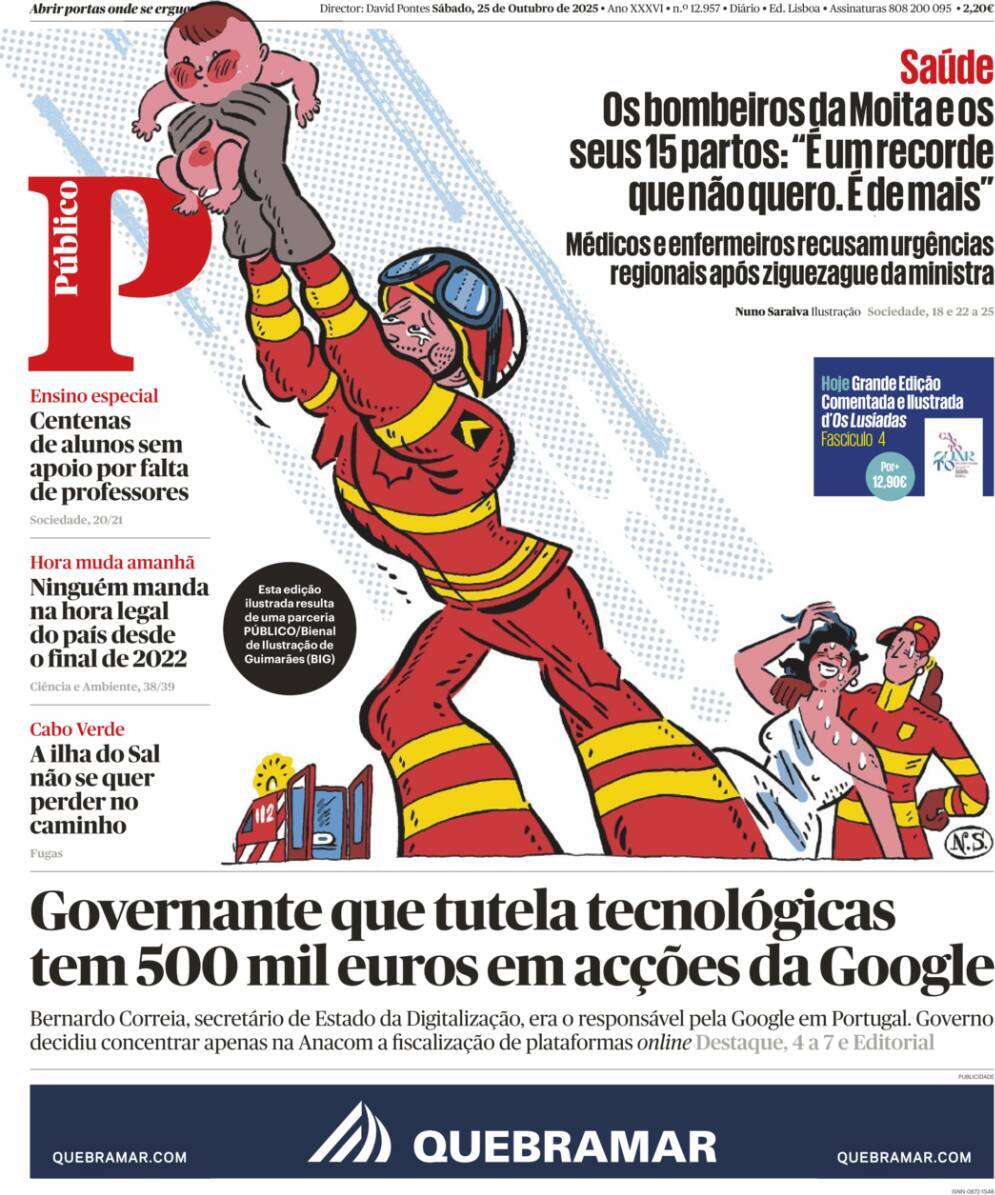 Abrir portas onde se ergue
Director: David Pontes Sábado, 25 de Outubro de 2025 • Ano XXXVI • n.º 12.957 • Diário • Ed. Lisboa • Assinaturas 808 200 095 • 2,20€
Saúde
Os bombeiros da Moita e os
seus 15 partos: “É um recorde
que não quero. É de mais”
Médicos e enfermeiros recusam urgências
regionais após ziguezague da ministra
Nuno Saraiva Ilustração Sociedade, 18 e 22 a 25
P
Público
Hoje Grande Edição
Comentada e Ilustrada
d’Os Lusíadas
Fascículo 4
Por+
12,90€
Ensino especial
Centenas
de alunos sem
apoio por falta
de professores
Sociedade, 20/21
Hora muda amanhã
Ninguém manda
na hora legal
do país desde
o final de 2022
Ciência e Ambiente, 38/39
Esta edição
ilustrada resulta
de uma parceria
PÚBLICO/Bienal
de Ilustração de
Guimarães (BIG)
Cabo Verde
A ilha do Sal
não se quer
perder no
caminho
Fugas
112
N.S.
Governante que tutela tecnológicas
tem 500 mil euros em acções da Google
Bernardo Correia, secretário de Estado da Digitalização, era o responsável pela Google em Portugal. Governo
decidiu concentrar apenas na Anacom a fiscalização de plataformas online Destaque, 4 a 7 e Editorial
PUBLICIDADE
QUEBRAMAR.COM
QUEBRAMAR
QUEBRAMAR.COM
ISNN-0872-1548